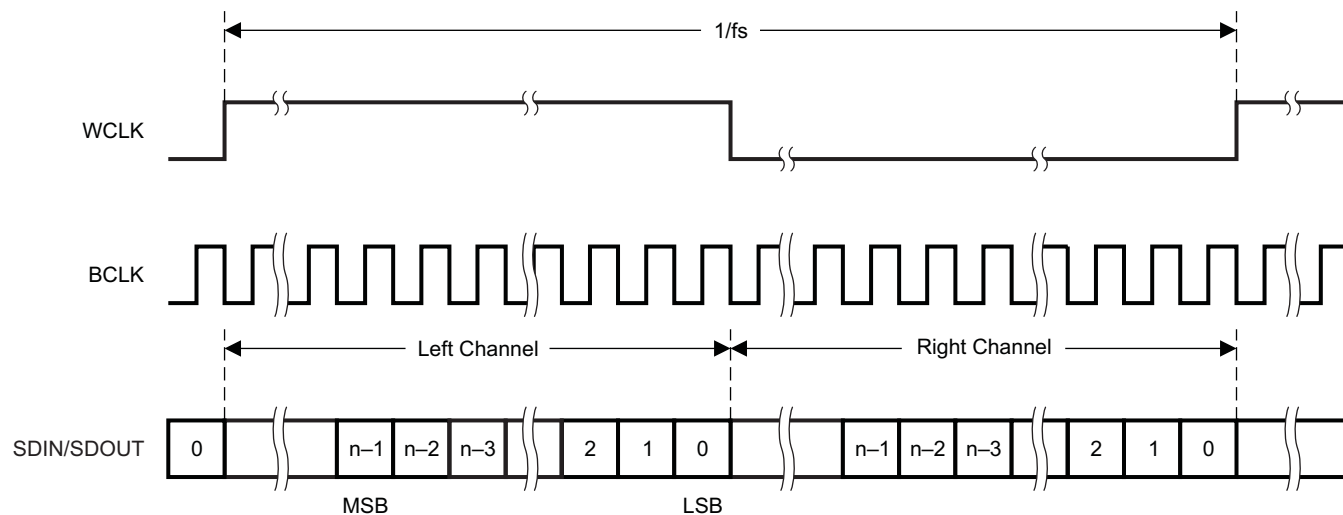 1/fs
WCLK
BCLK
Left Channel
Right Channel
SDIN/SDOUT 0 n–1 n–2 n–3 2 1 0 n–1 n–2 n–3 2 1 0
MSB LSB